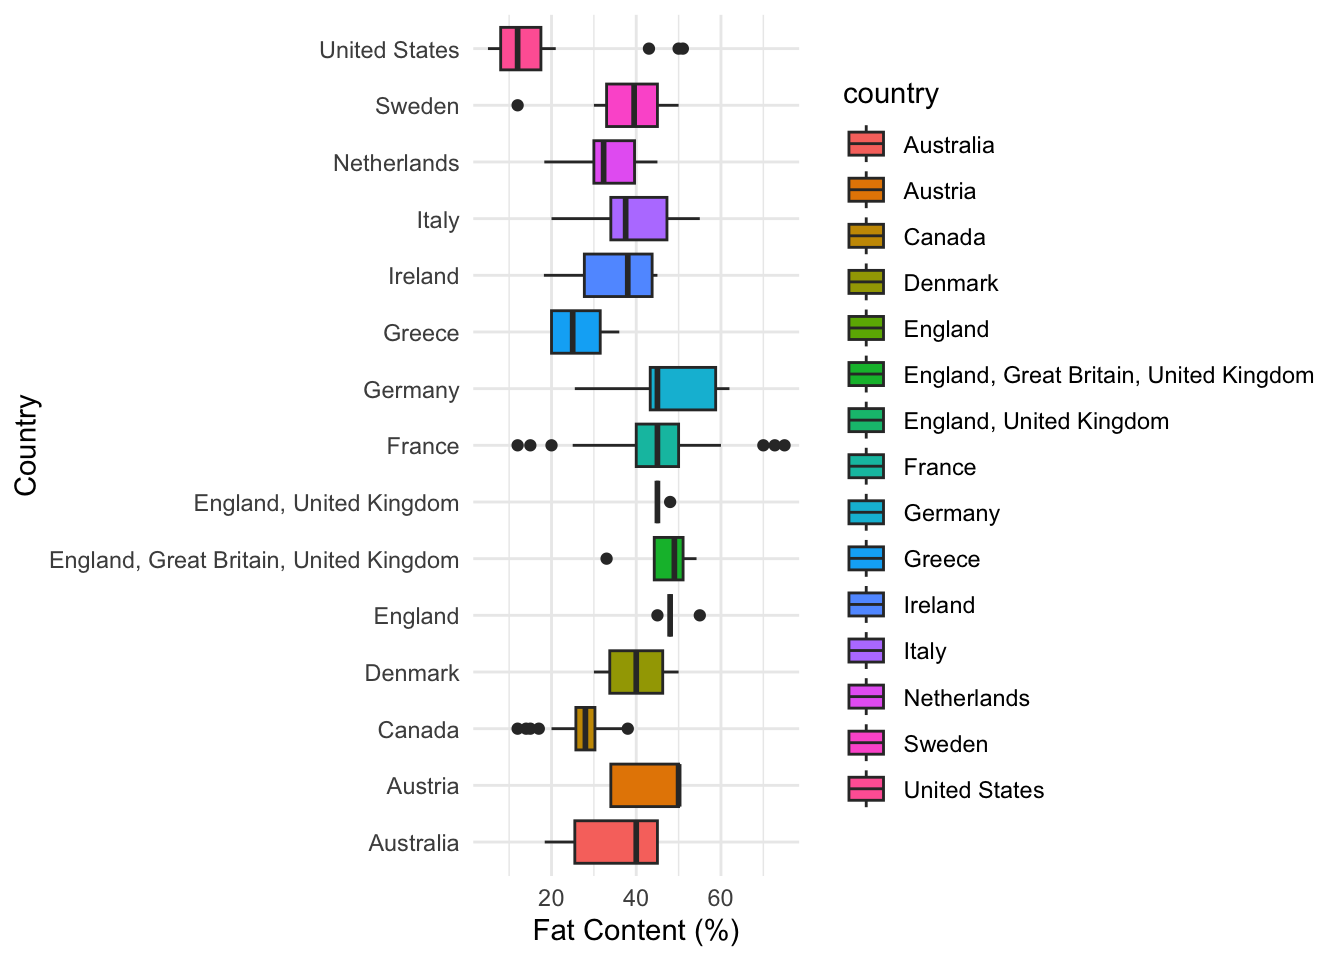 Country
United States
Sweden
Netherlands
Italy
Ireland
Greece
Germany
France
England, United Kingdom
England, Great Britain, United Kingdom
England
Denmark
Canada
Austria
Australia
20 40 60
Fat Content (%)
country
Australia
Austria
Canada
Denmark
England
England, Great Britain, United Kingdom
England, United Kingdom
France
Germany
Greece
Ireland
Italy
Netherlands
Sweden
United States